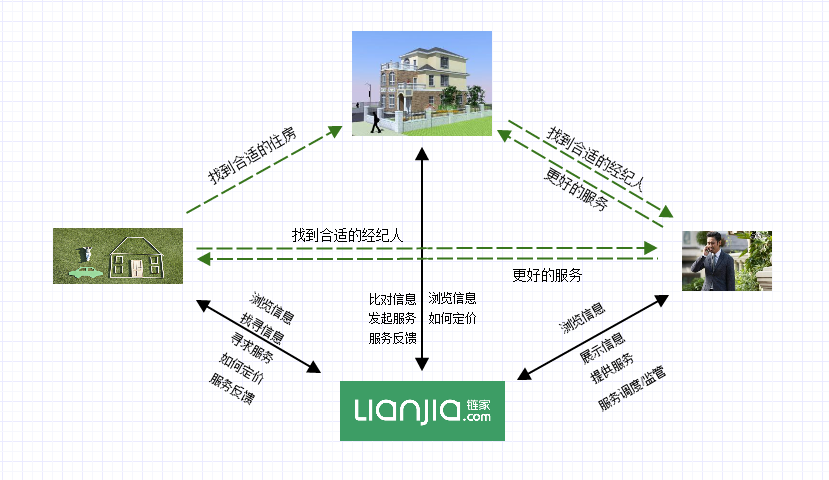 找到合适的住房
找到合适的经纪人
更好的服务
找到合适的经纪人
更好的服务
比对信息
发起服务
服务反馈
浏览信息
如何定价
浏览信息
找寻信息
寻求服务
如何定价
服务反馈
浏览信息
展示信息
提供服务
服务调度/监管
LIANJIA 链家
.com